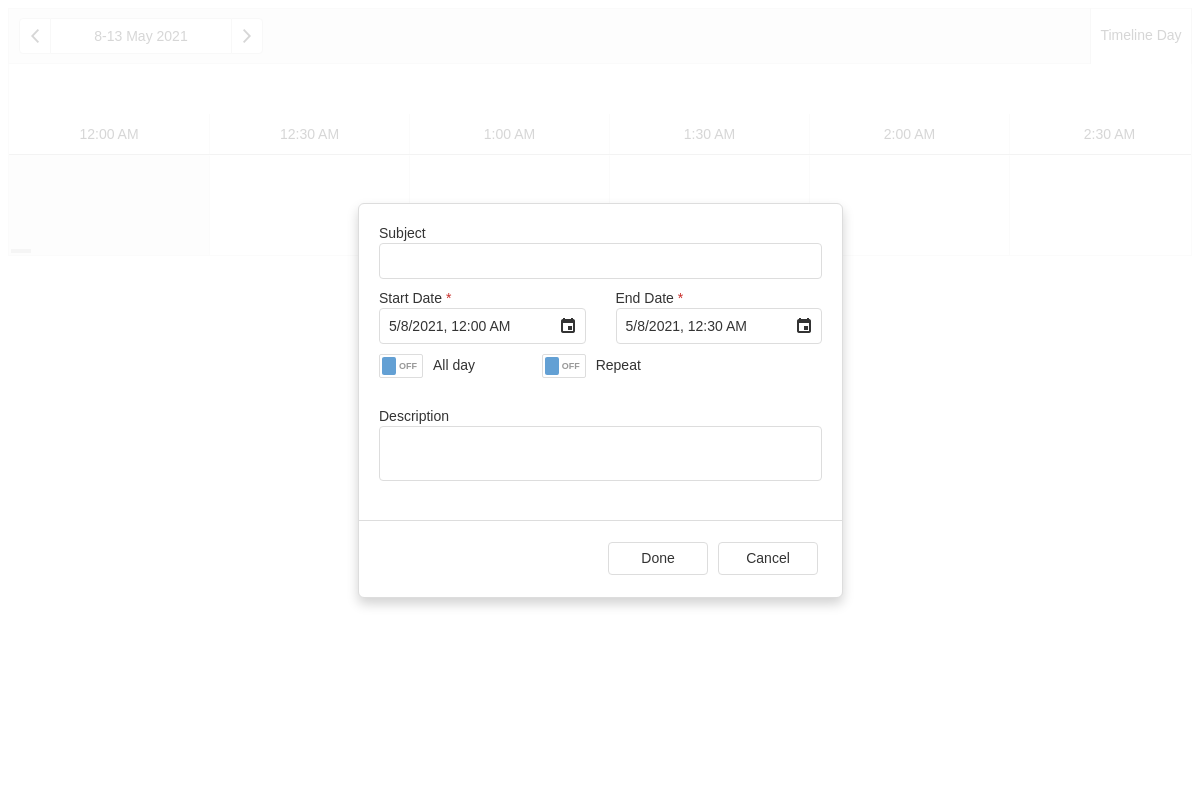 8-13 May 2021
Timeline Day
12:00 AM 12:30 AM 1:00 AM 1:30 AM 2:00 AM 2:30 AM
Subject
Start Date * End Date *
5/8/2021, 12:00 AM 5/8/2021, 12:30 AM
OFF All day OFF Repeat
Description
Done Cancel